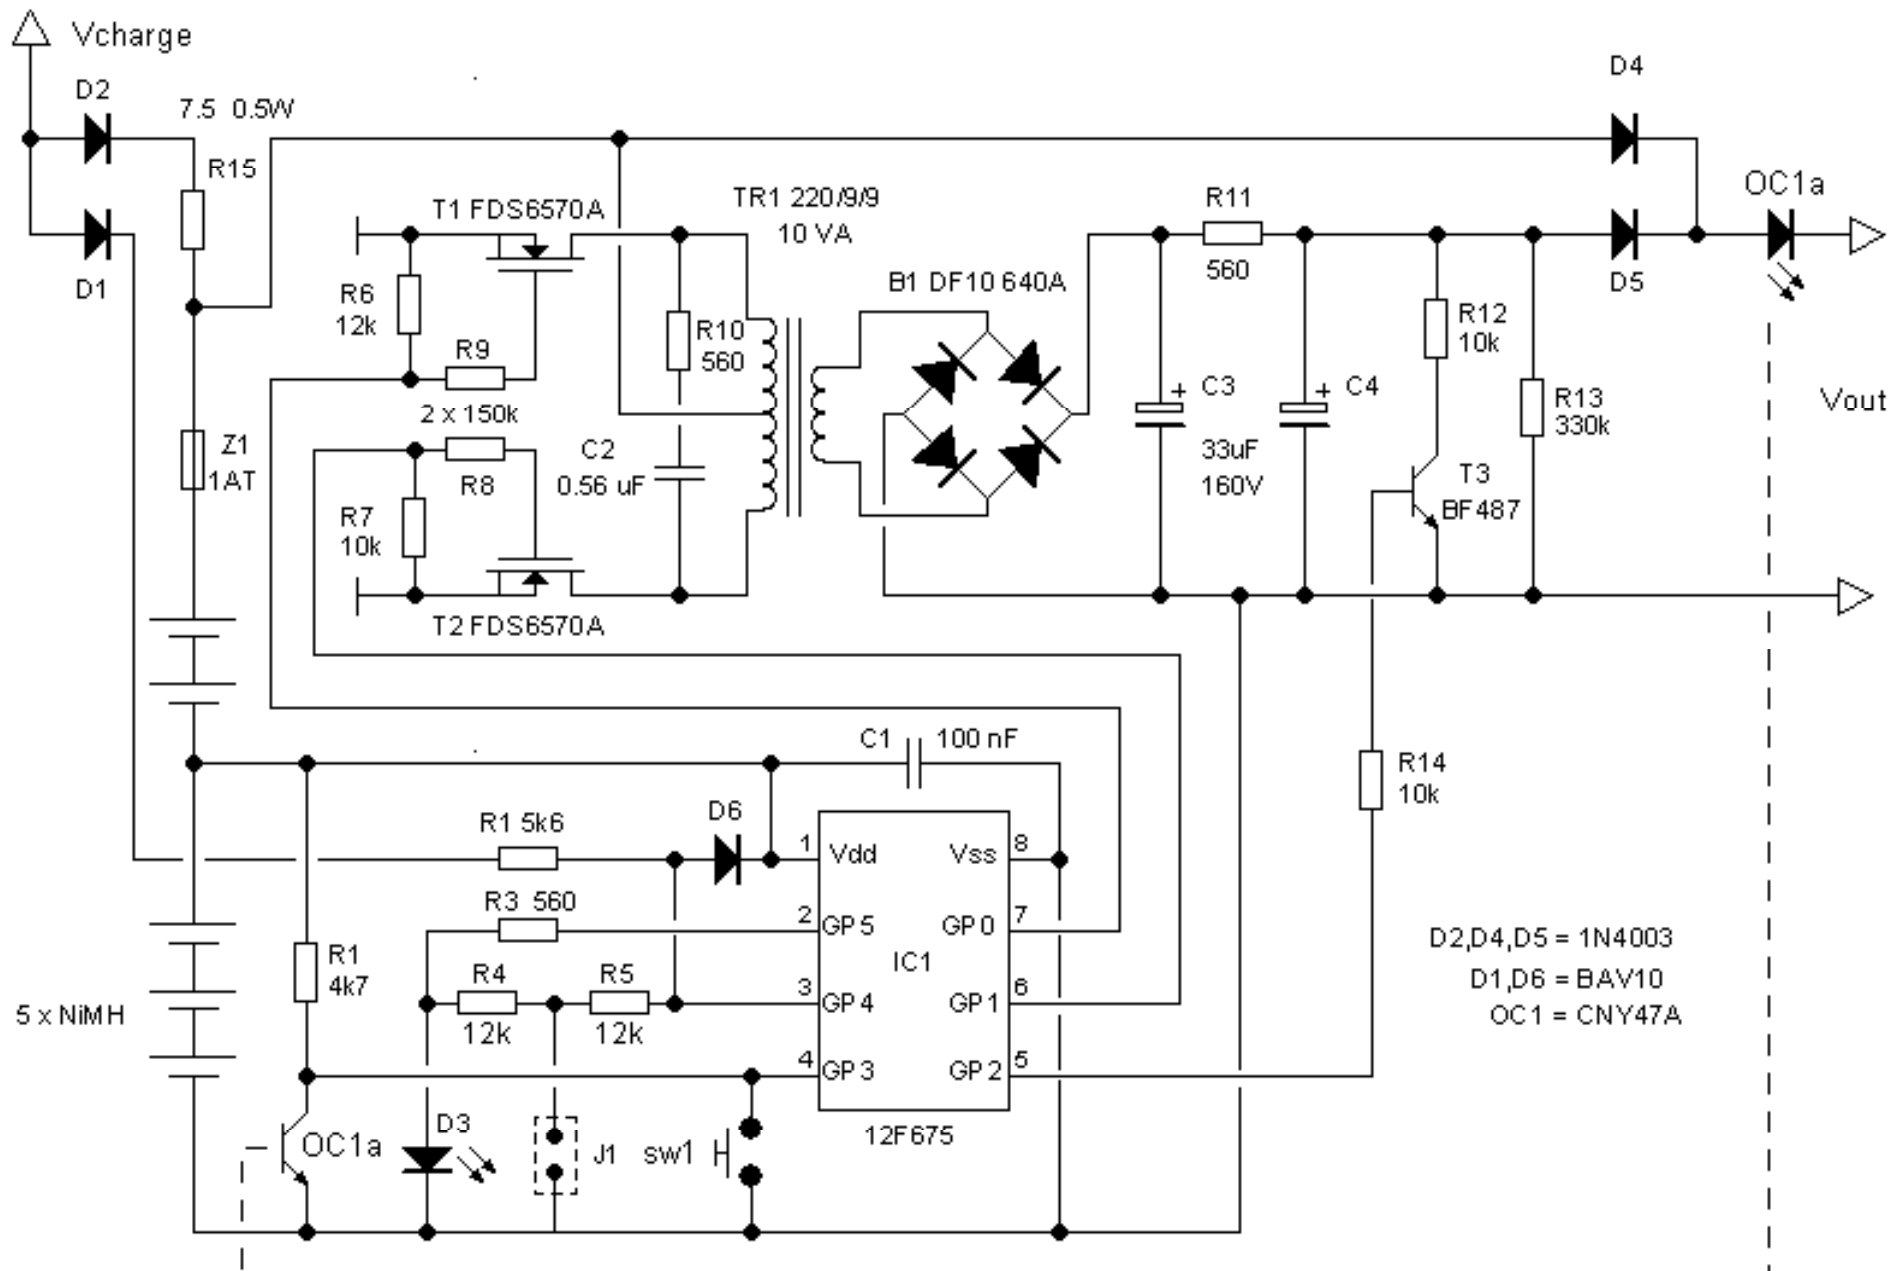 Vcharge
D2
7.5 0.5W
D4
R15
D1
T1 FDS6570A
TR1 220/9/9
10 VA
R11
560
OC1a
D5
B1 DF10 640A
R6
12k
R9
2 x 150k
R10
560
R12
10k
C3
33uF
160V
C4
R13
330k
Vout
Z1
1AT
C2
0.56 uF
R8
R7
10k
T3
BF487
T2 FDS6570A
C1
100 nF
R14
10k
R1 5k6
D6
1
Vdd
Vss
8
R3 560
2
GP5
GP0
7
R1
4k7
R4
12k
R5
12k
IC1
3
GP4
GP1
6
4
GP3
GP2
5
12F675
5 x NiMH
D2,D4,D5 = 1N4003
D1,D6 = BAV10
OC1 = CNY47A
OC1a
D3
J1
sw1
+
+